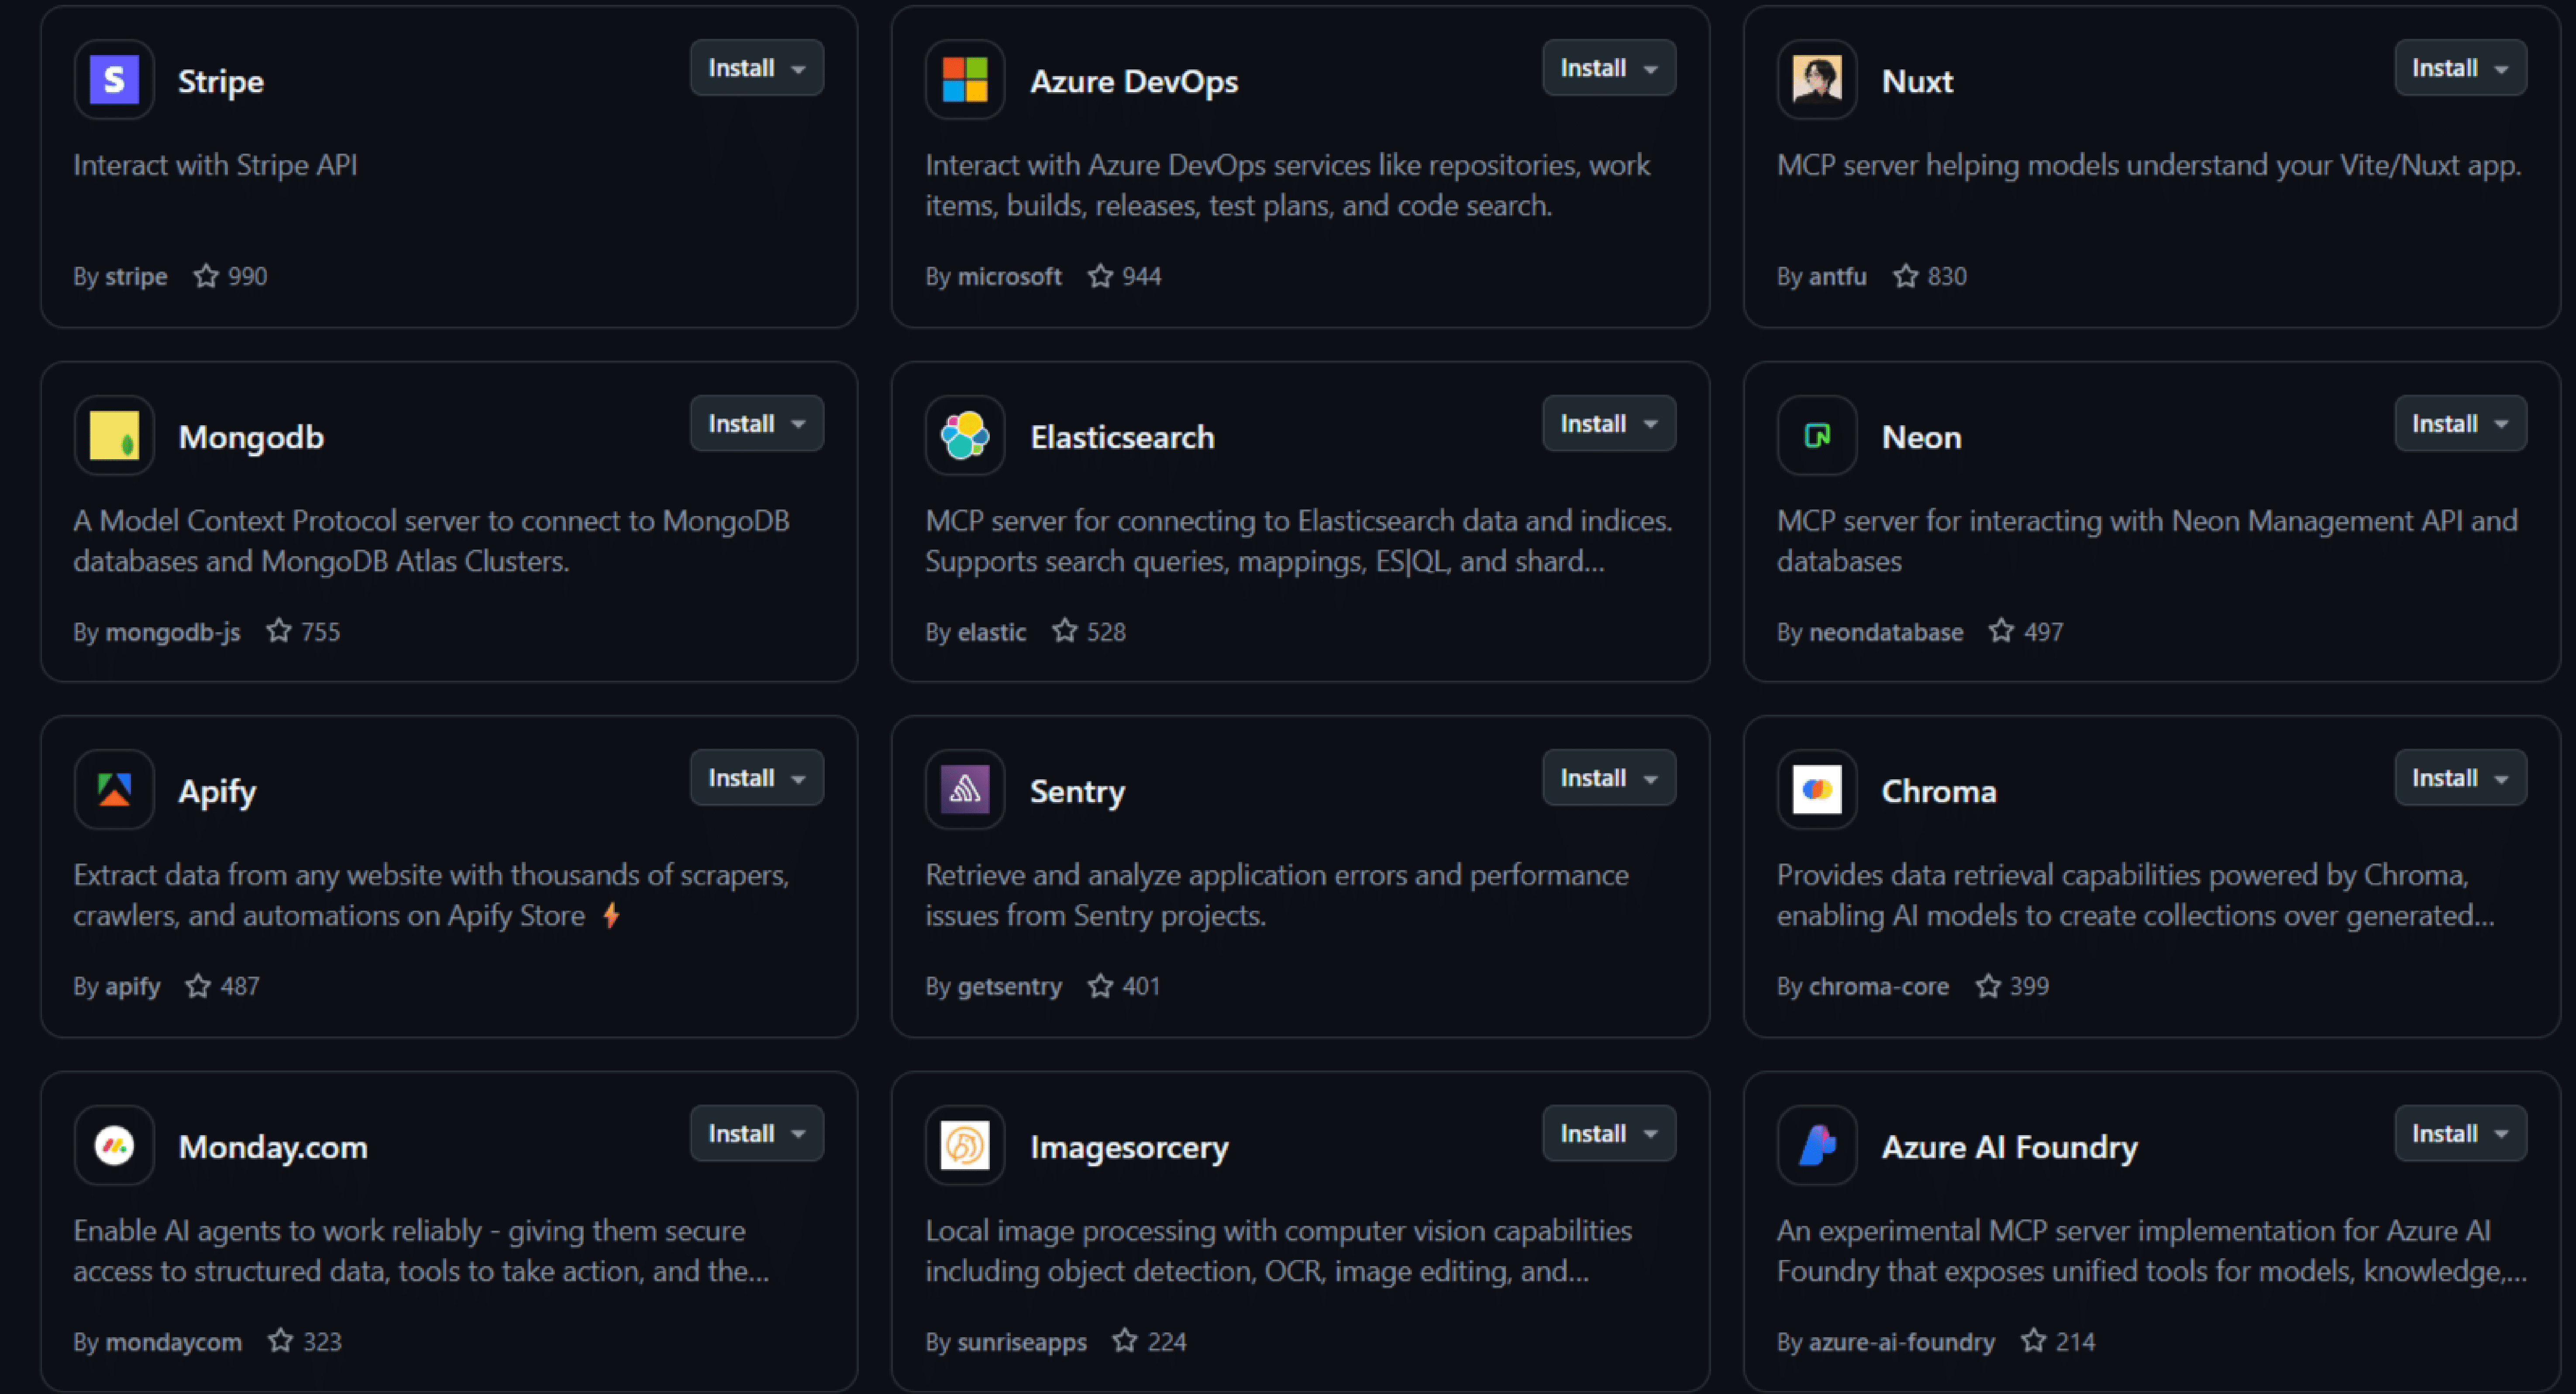 Stripe
Install
Interact with Stripe API
By stripe 990
Azure DevOps
Install
Interact with Azure DevOps services like repositories, work
items, builds, releases, test plans, and code search.
By microsoft 944
Nuxt
Install
MCP server helping models understand your Vite/Nuxt app.
By antfu 830
Mongodb
Install
A Model Context Protocol server to connect to MongoDB
databases and MongoDB Atlas Clusters.
By mongodb-js 755
Elasticsearch
Install
MCP server for connecting to Elasticsearch data and indices.
Supports search queries, mappings, ES|QL, and shard...
By elastic 528
Neon
Install
MCP server for interacting with Neon Management API and
databases
By neondatabase 497
Apify
Install
Extract data from any website with thousands of scrapers,
crawlers, and automations on Apify Store ⚡
By apify 487
Sentry
Install
Retrieve and analyze application errors and performance
issues from Sentry projects.
By getsentry 401
Chroma
Install
Provides data retrieval capabilities powered by Chroma,
enabling AI models to create collections over generated...
By chroma-core 399
Monday.com
Install
Enable AI agents to work reliably - giving them secure
access to structured data, tools to take action, and the...
By mondaycom 323
Imagesorcery
Install
Local image processing with computer vision capabilities
including object detection, OCR, image editing, and...
By sunriseapps 224
Azure AI Foundry
Install
An experimental MCP server implementation for Azure AI
Foundry that exposes unified tools for models, knowledge,...
By azure-ai-foundry 214